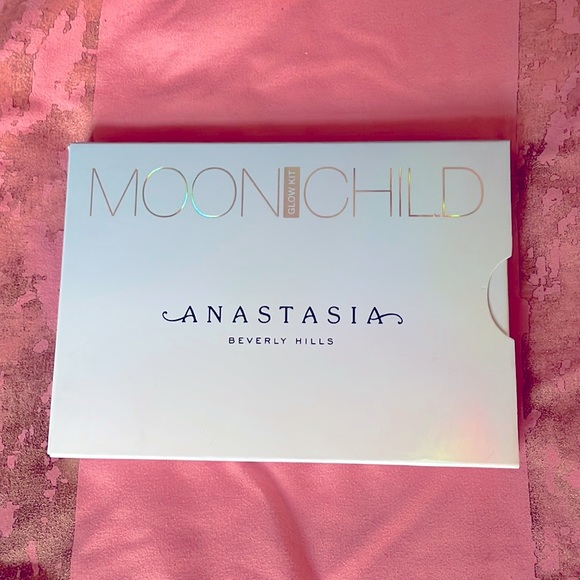 MOON GLOW KIT CHILD
ANASTASIA
BEVERLY HILLS